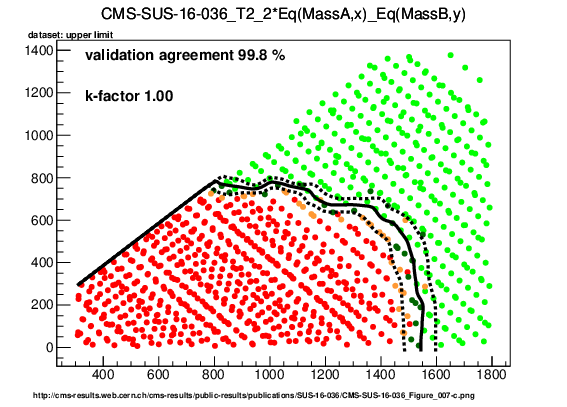 CMS-SUS-16-036_T2_2*Eq(MassA,x)_Eq(MassB,y)
dataset: upper limit
validation agreement 99.8 %
k-factor 1.00
1400
1200
1000
800
600
400
200
0
400 600 800 1000 1200 1400 1600 1800
http://cms-results.web.cern.ch/cms-results/public-results/publications/SUS-16-036/CMS-SUS-16-036_Figure_007-c.png